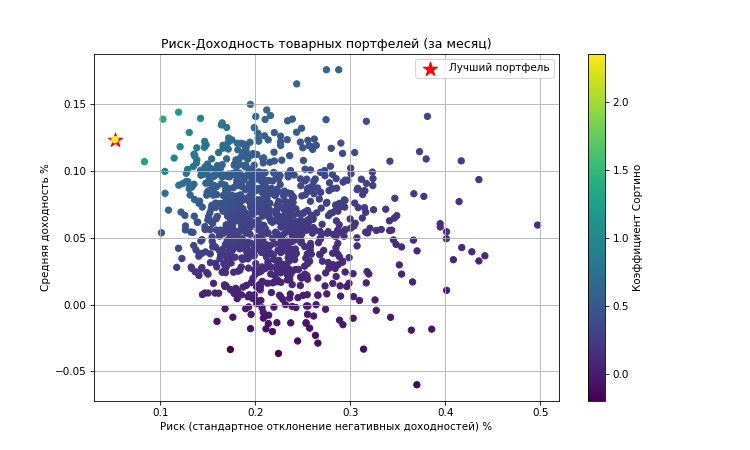 Риск-Доходность товарных портфелей (за месяц)
Лучший портфель
Средняя доходность %
0.15
0.10
0.05
0.00
−0.05
0.1 0.2 0.3 0.4 0.5
Риск (стандартное отклонение негативных доходностей) %
2.0
1.5
1.0
0.5
0.0
Коэффициент Сортино